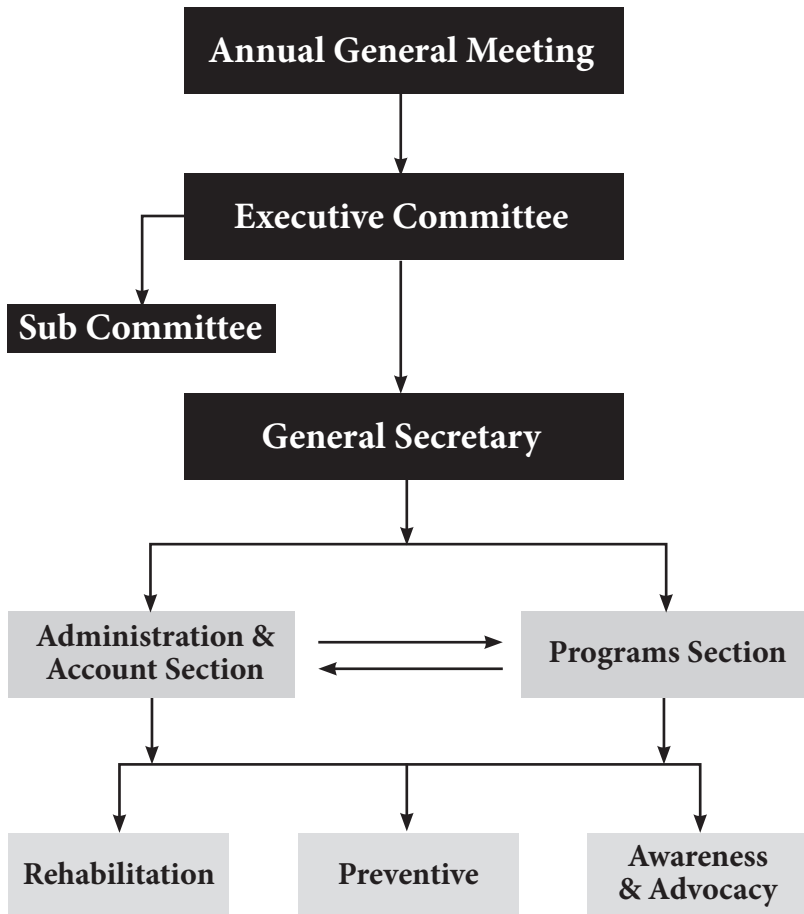 Annual General Meeting
Executive Committee
Sub Committee
General Secretary
Administration &
Account Section
Programs Section
Rehabilitation
Preventive
Awareness
& Advocacy